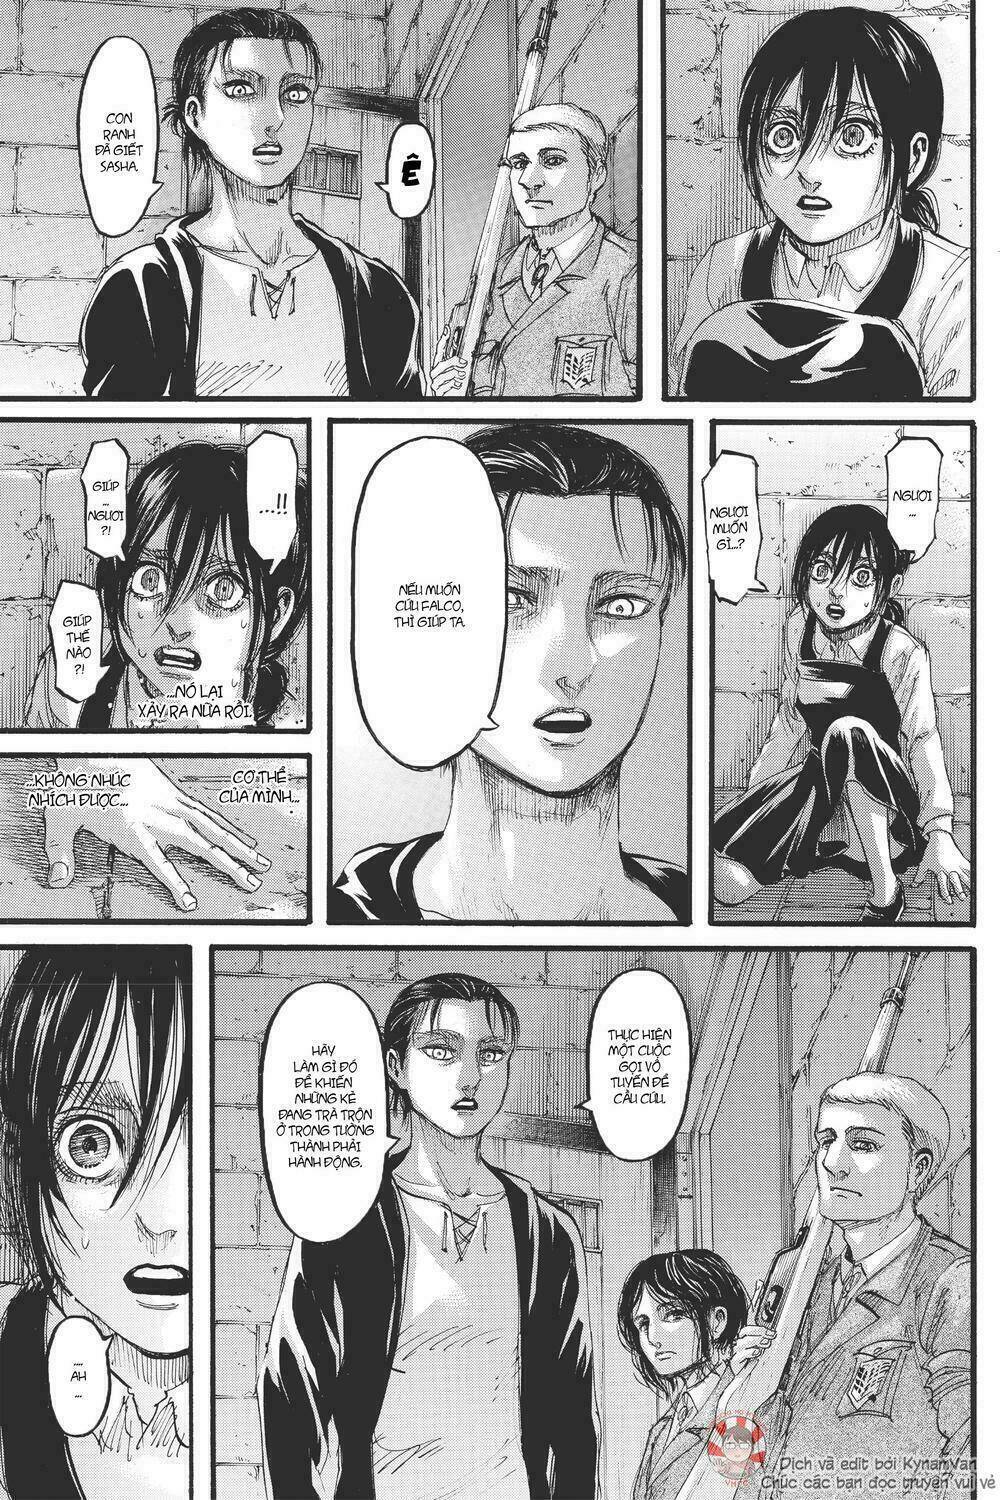 Ê
CON
RANH
ĐÃ GIẾT
SASHA.
NGƯƠI
...
NGƯƠI
MUỐN
GÌ...?
NẾU MUỐN
CỨU FALCO,
THÌ GIÚP TA.
....!!
GIÚP
...
NGƯƠI
?!
GIÚP
THẾ
NÀO
?!
...NÓ LẠI
XẢY RA NỮA RỒI.
CƠ THỂ
CỦA MÌNH...
...KHÔNG NHÚC
NHÍCH ĐƯỢC...
THỰC HIỆN
MỘT CUỘC
GỌI VÔ
TUYẾN ĐỂ
CẦU CỨU.
HÃY
LÀM GÌ ĐÓ
ĐỂ KHIẾN
NHỮNG KẺ
ĐANG TRÀ TRỘN
Ở TRONG TƯỜNG
THÀNH PHẢI
HÀNH ĐỘNG.
....
ÀH
...
Dịch và edit bởi KynanVan
Chúc các bạn đọc truyện vui vẻ